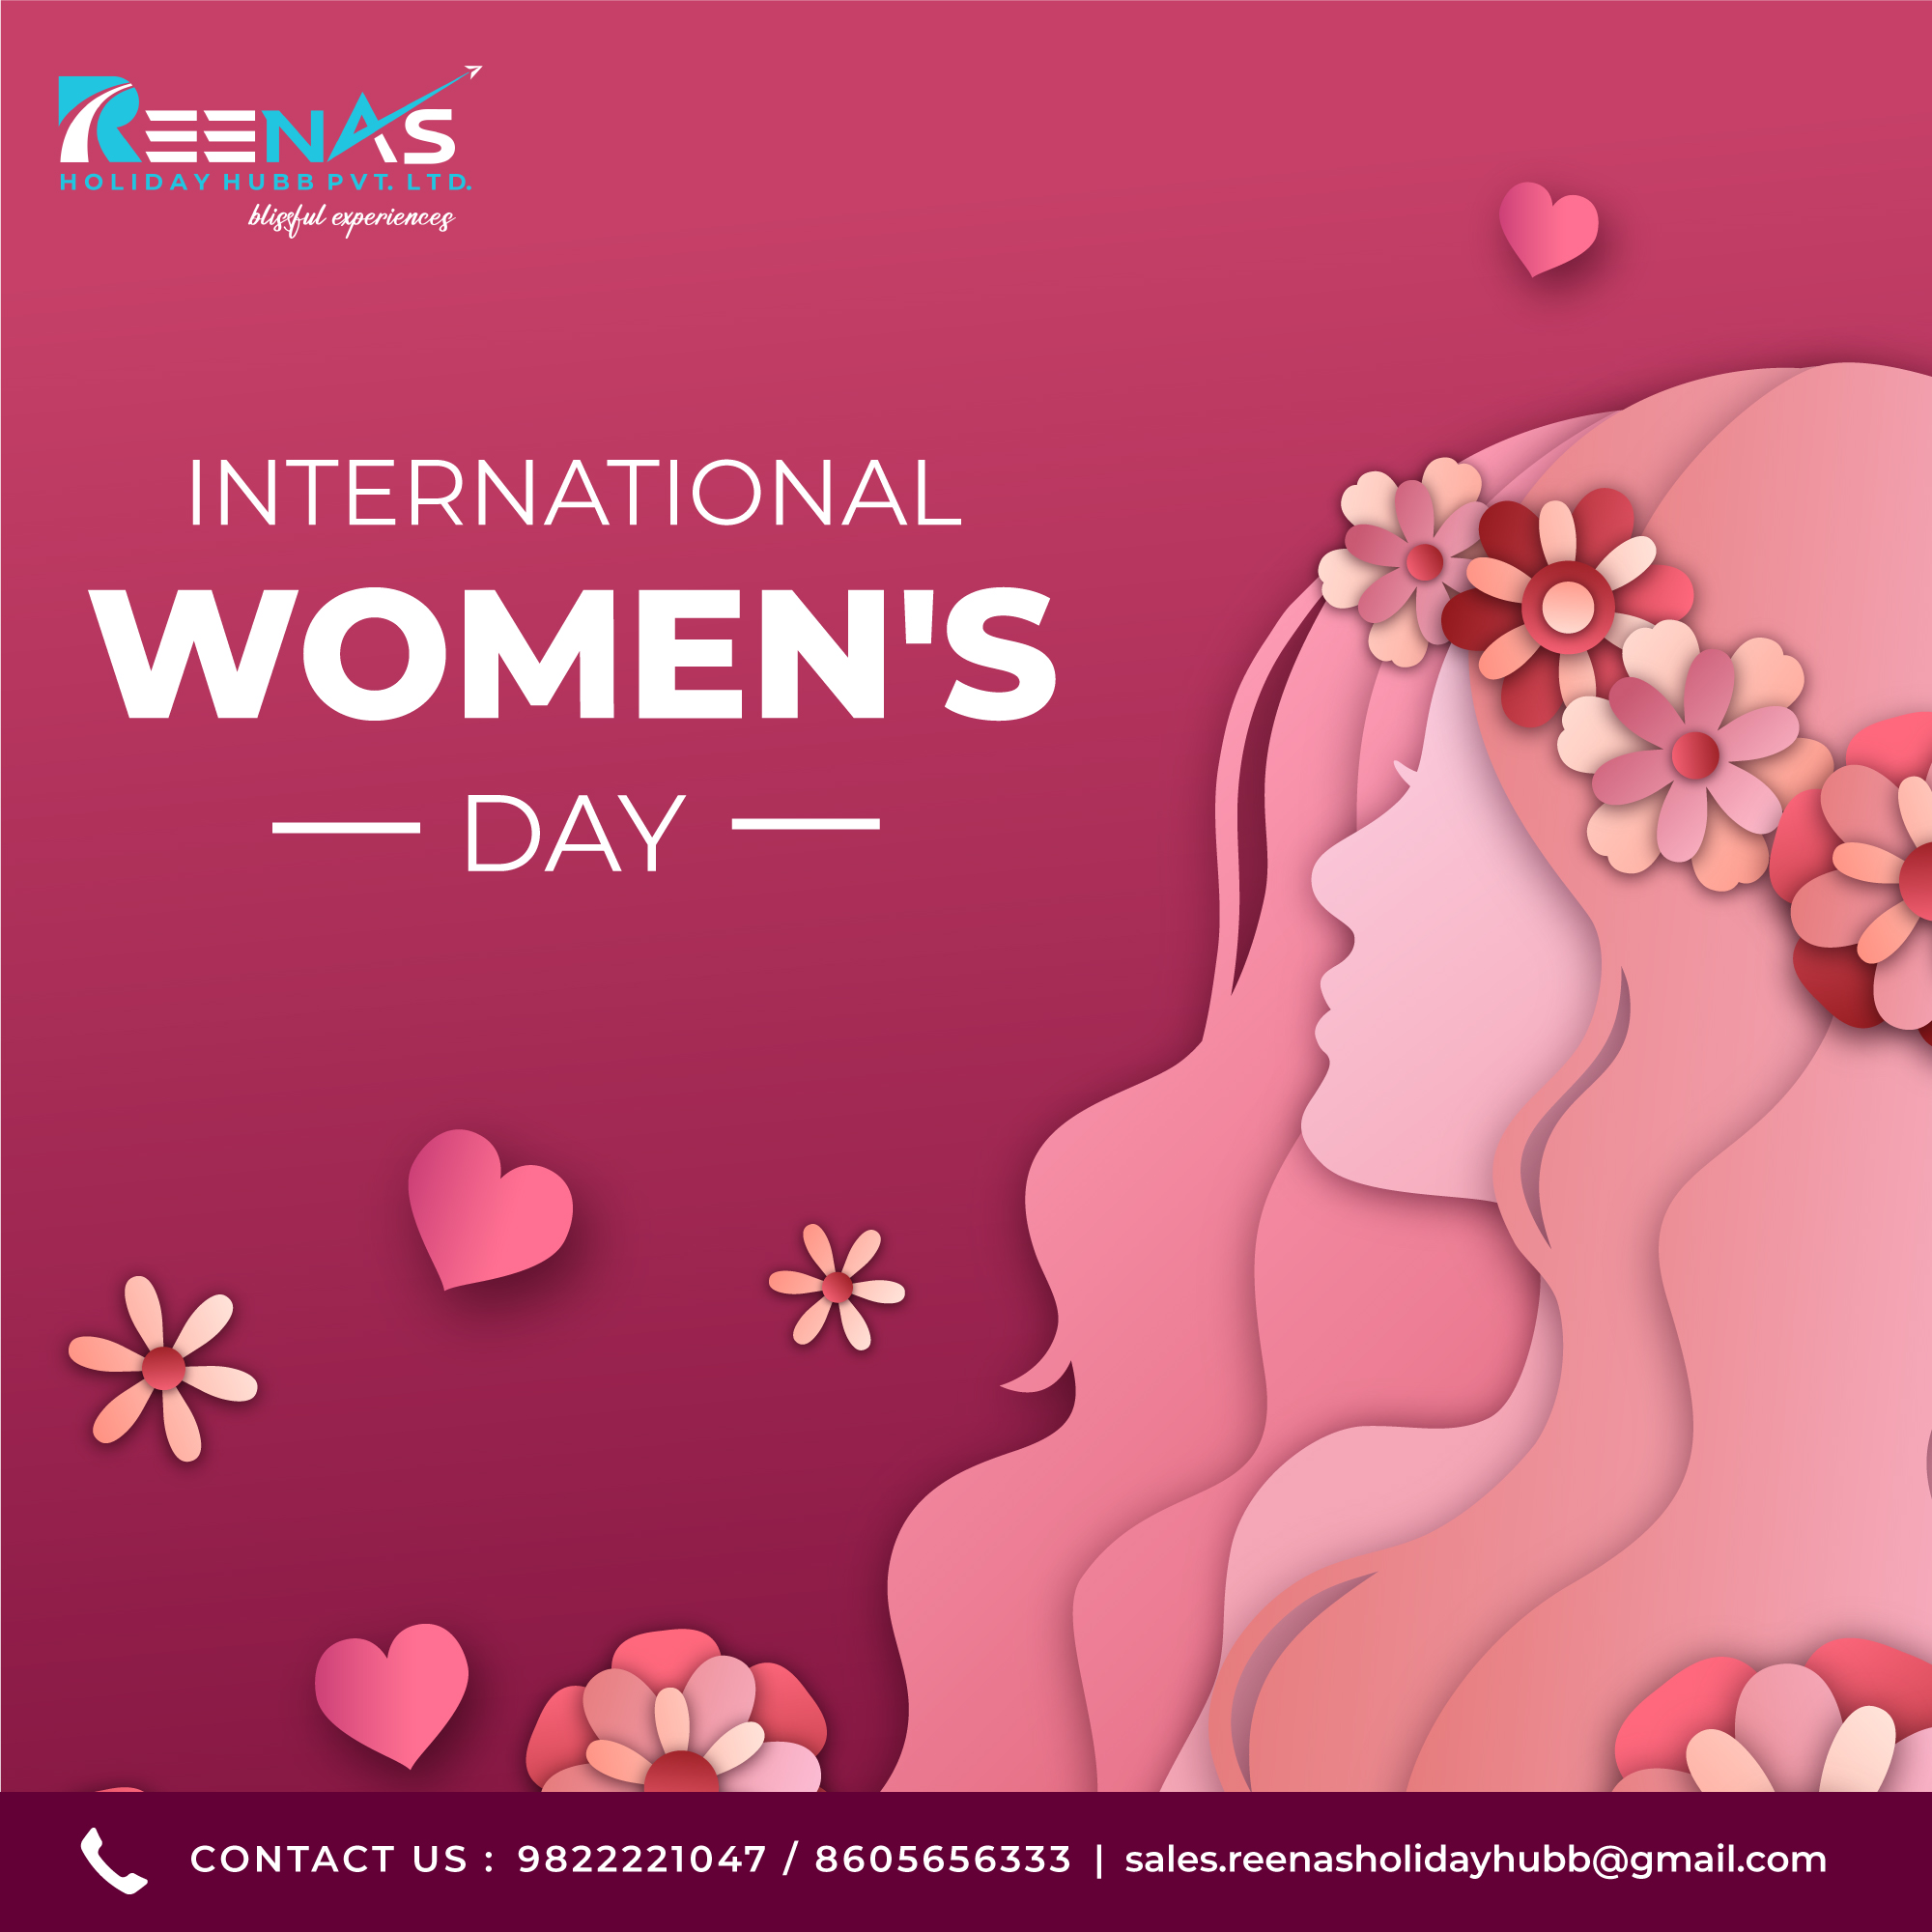 REENAS
HOLIDAY HUBB PVT. LTD.
blissful experiences
INTERNATIONAL
WOMEN'S
DAY
CONTACT US : 9822221047 / 8605656333 | sales.reenasholidayhubb@gmail.com